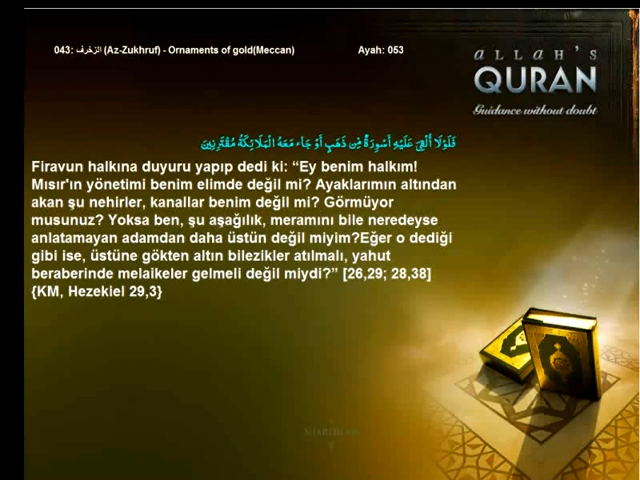 043: الزخرف (Az-Zukhruf) - Ornaments of gold(Meccan) Ayah: 053
ALLAH'S
QURAN
Guidance without doubt
فَلَوْلَا أُلْقِيَ عَلَيْهِ أَسْوِرَةٌ مِّن ذَهَبٍ أَوْ جَاءَ مَعَهُ الْمَلَائِكَةُ مُقْتَرِنِينَ
Firavun halkına duyuru yapıp dedi ki: “Ey benim halkım!
Mısır'ın yönetimi benim elimde değil mi? Ayaklarımın altından
akan şu nehirler, kanallar benim değil mi? Görmüyor
musunuz? Yoksa ben, şu aşağılık, meramını bile neredeyse
anlatamayan adamdan daha üstün değil miyim?Eğer o dediği
gibi ise, üstüne gökten altın bilezikler atılmalı, yahut
beraberinde melaikeler gelmeli değil miydi?” [26,29; 28,38]
{KM, Hezekiel 29,3}